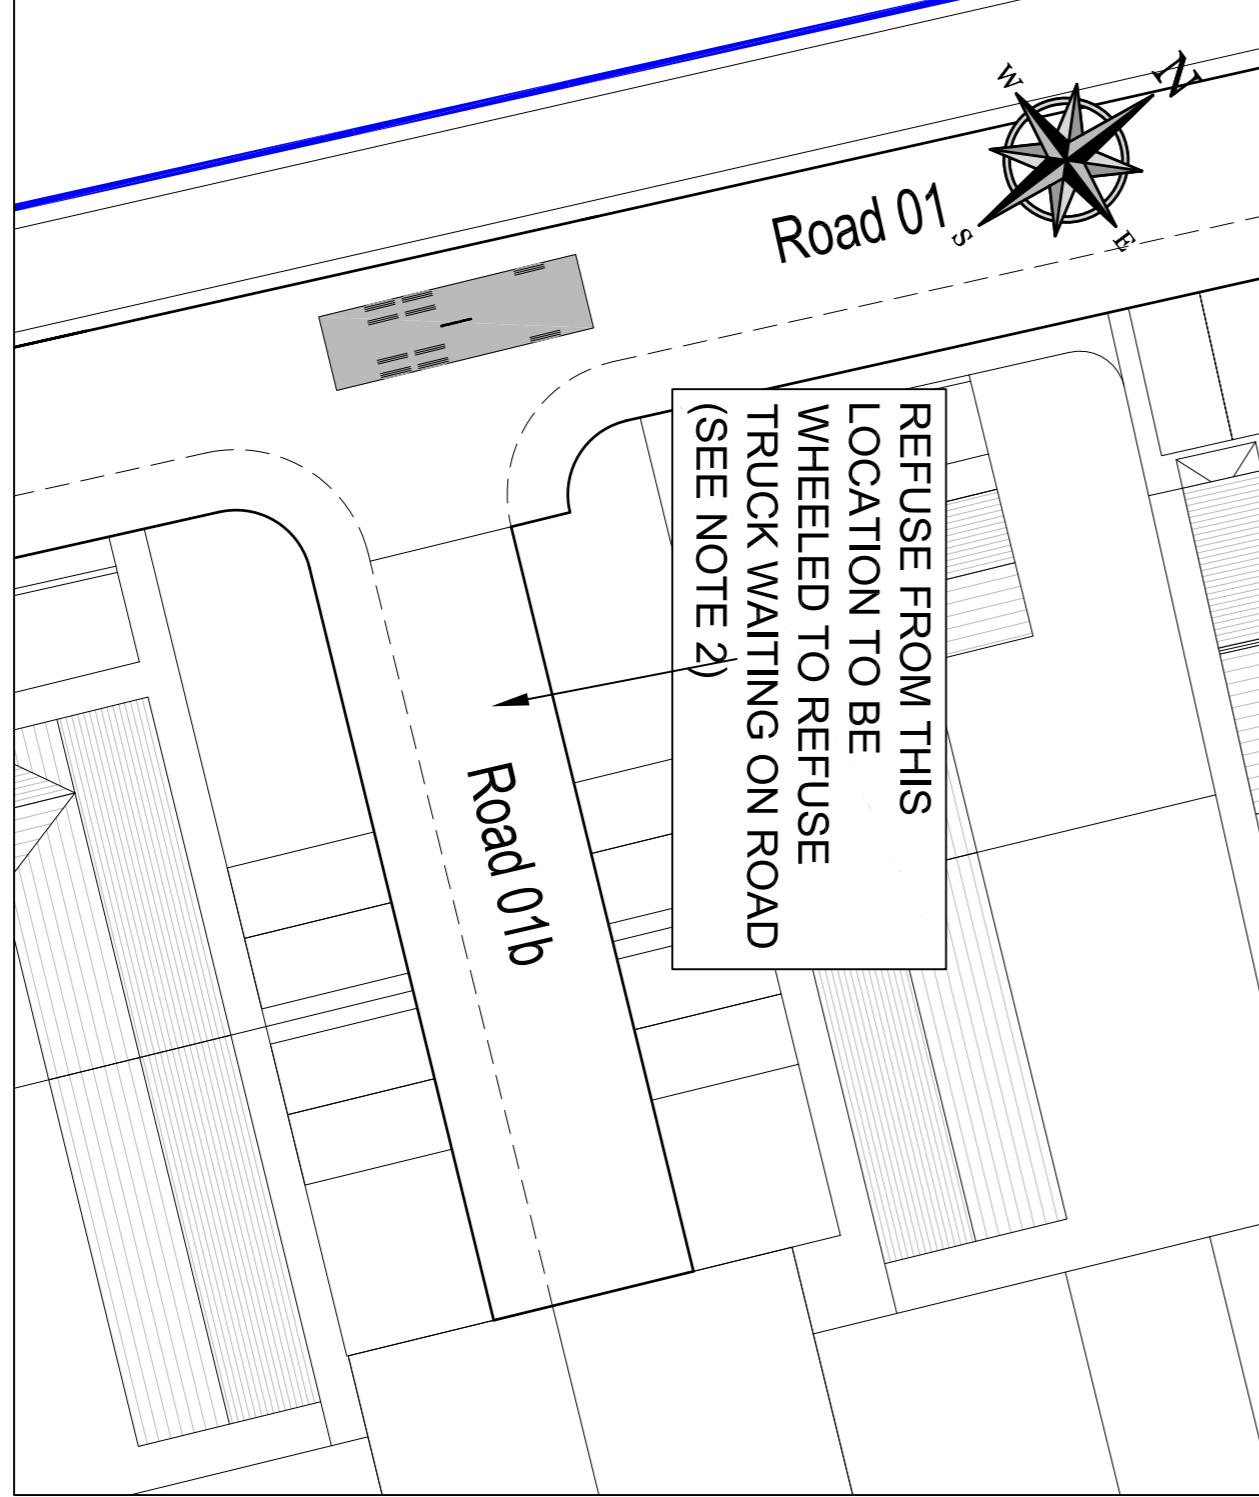 N
W
E
S
Road 01
REFUSE FROM THIS
LOCATION TO BE
WHEELED TO REFUSE
TRUCK WAITING ON ROAD
(SEE NOTE 2)
Road 01b